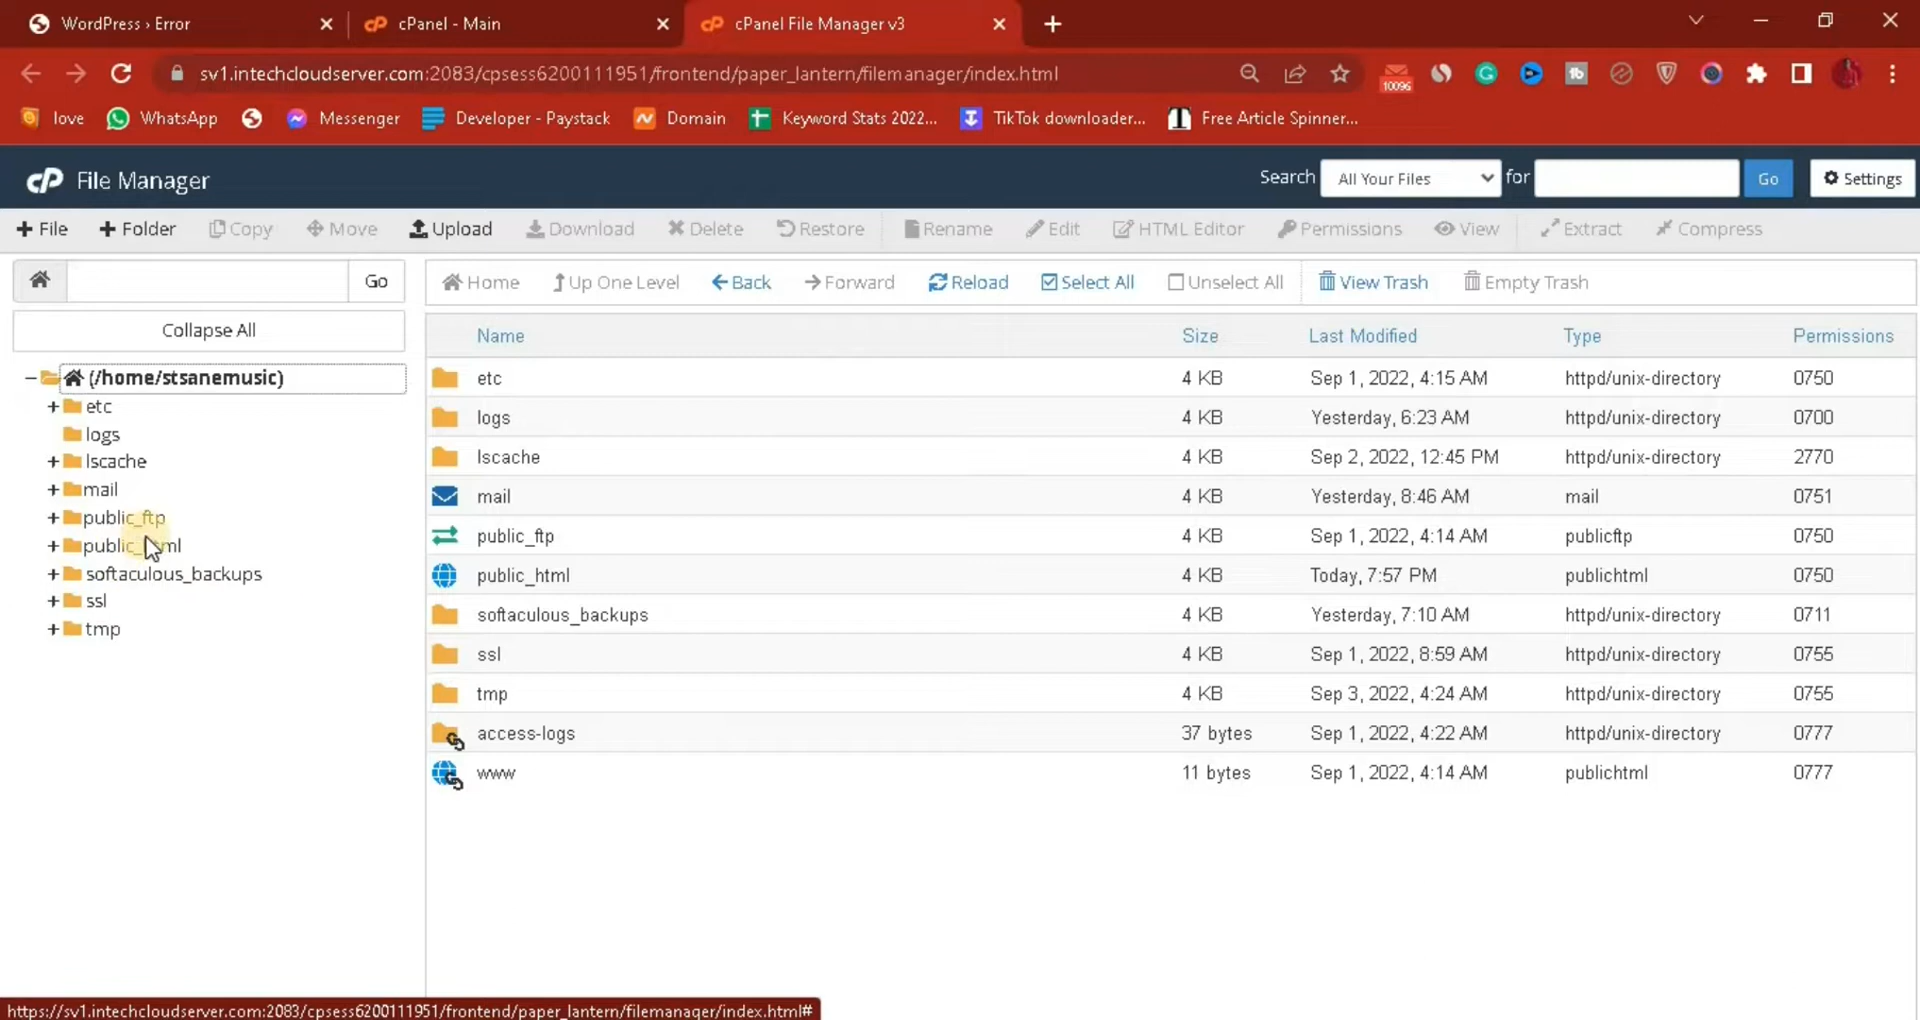 WordPress › Error
cPanel - Main
cPanel File Manager v3
sv1.intechcloudserver.com:2083/cpsess6200111951/frontend/paper_lantern/filemanager/index.html
10096
love
WhatsApp
Messenger
Developer - Paystack
Domain
Keyword Stats 2022...
TikTok downloader...
Free Article Spinner...
cP File Manager
Search All Your Files for Go Settings
File Folder Copy Move Upload Download Delete Restore Rename Edit HTML Editor Permissions View Extract Compress
Go
Collapse All
(/home/stsanemusic)
etc
logs
lscache
mail
public_ftp
softaculous_backups
ssl
tmp
Home Up One Level Back Forward Reload Select All Unselect All View Trash Empty Trash
Name Size Last Modified Type Permissions
etc 4 KB Sep 1, 2022, 4:15 AM httpd/unix-directory 0750
logs 4 KB Yesterday, 6:23 AM httpd/unix-directory 0700
lscache 4 KB Sep 2, 2022, 12:45 PM httpd/unix-directory 2770
mail 4 KB Yesterday, 8:46 AM mail 0751
public_ftp 4 KB Sep 1, 2022, 4:14 AM publicftp 0750
public_html 4 KB Today, 7:57 PM publichtml 0750
softaculous_backups 4 KB Yesterday, 7:10 AM httpd/unix-directory 0711
ssl 4 KB Sep 1, 2022, 8:59 AM httpd/unix-directory 0755
tmp 4 KB Sep 3, 2022, 4:24 AM httpd/unix-directory 0755
access-logs 37 bytes Sep 1, 2022, 4:22 AM httpd/unix-directory 0777
www 11 bytes Sep 1, 2022, 4:14 AM publichtml 0777
https://sv1.intechcloudserver.com:2083/cpsess6200111951/frontend/paper_lantern/filemanager/index.html#